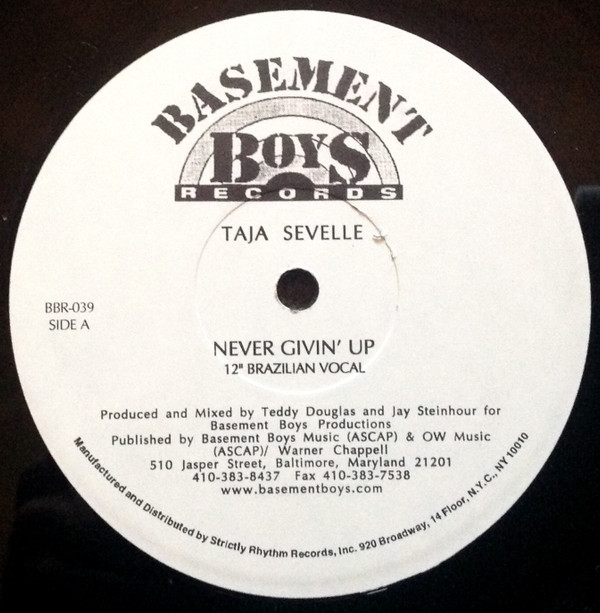 BASEMENT
BOYS
RECORDS
TAJA SEVELLE
BBR-039
SIDE A
NEVER GIVIN' UP
12" BRAZILIAN VOCAL
Produced and Mixed by Teddy Douglas and Jay Steinhour for
Basement Boys Productions
Published by Basement Boys Music (ASCAP) & OW Music
(ASCAP)/ Warner Chappell
510 Jasper Street, Baltimore, Maryland 21201
410-383-8437 Fax 410-383-7538
www.basementboys.com
Manufactured and Distributed by Strictly Rhythm Records, Inc. 920 Broadway, 14 Floor, N.Y.C., NY 10010